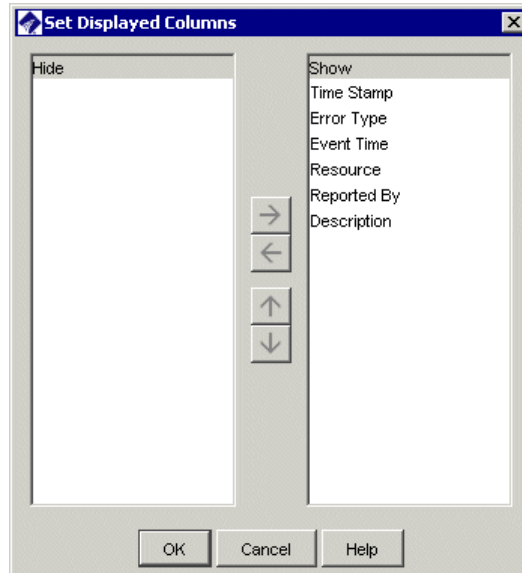 Set Displayed Columns
Hide
Show
Time Stamp
Error Type
Event Time
Resource
Reported By
Description
OK
Cancel
Help